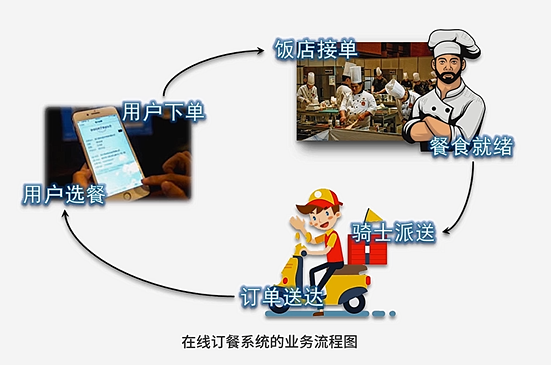 饭店接单
用户下单
餐食就绪
用户选餐
骑士派送
订单送达
在线订餐系统的业务流程图